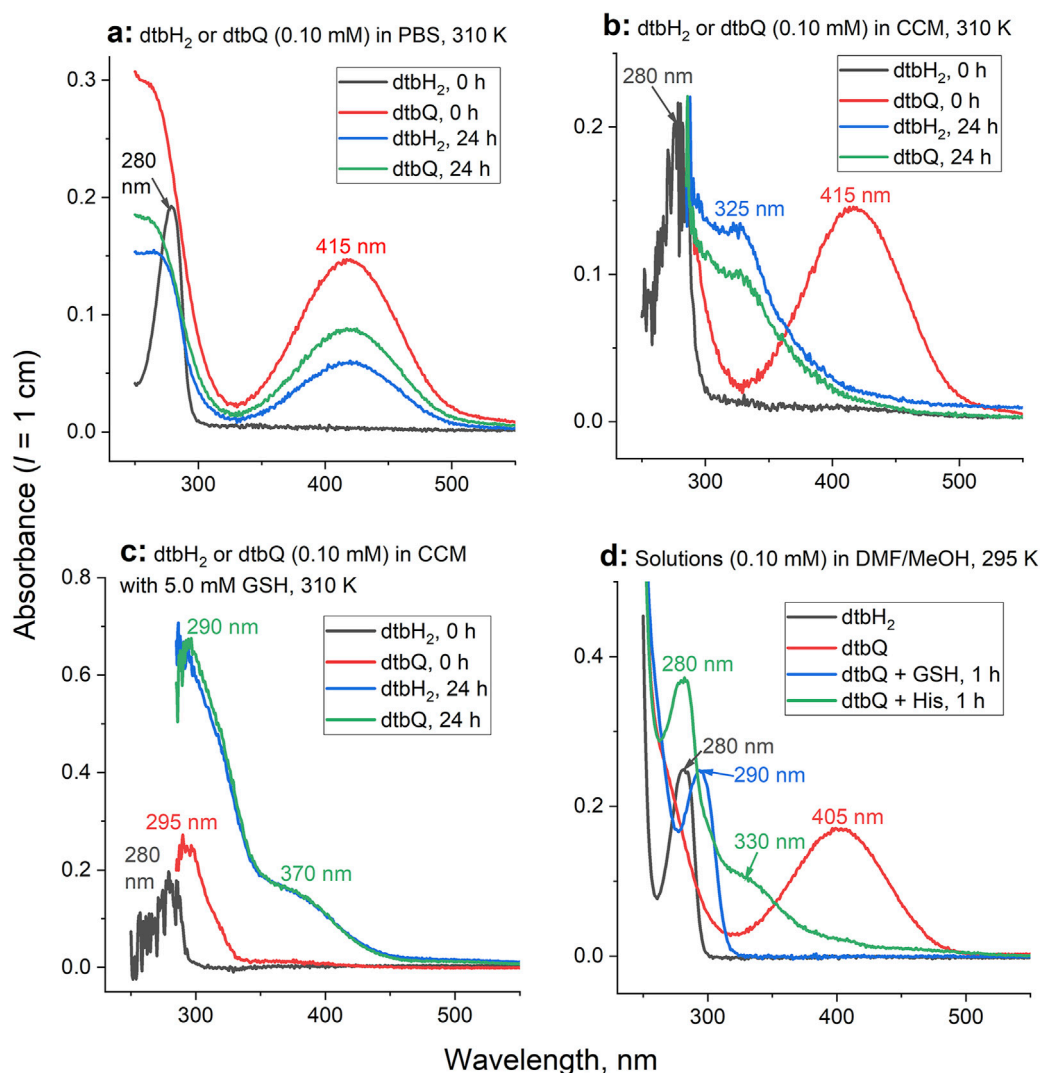 a: dtbH₂ or dtbQ (0.10 mM) in PBS, 310 K
dtbH₂, 0 h
dtbQ, 0 h
dtbH₂, 24 h
dtbQ, 24 h
280
nm
415 nm
0.3
0.2
0.1
0.0
300
400
500
b: dtbH₂ or dtbQ (0.10 mM) in CCM, 310 K
280 nm
dtbH₂, 0 h
dtbQ, 0 h
dtbH₂, 24 h
dtbQ, 24 h
325 nm
415 nm
0.2
0.1
0.0
300
400
500
Absorbance (l = 1 cm)
c: dtbH₂ or dtbQ (0.10 mM) in CCM
with 5.0 mM GSH, 310 K
290 nm
dtbH₂, 0 h
dtbQ, 0 h
dtbH₂, 24 h
dtbQ, 24 h
295 nm
280
nm
370 nm
0.8
0.6
0.4
0.2
0.0
300
400
500
d: Solutions (0.10 mM) in DMF/MeOH, 295 K
dtbH₂
dtbQ
dtbQ + GSH, 1 h
dtbQ + His, 1 h
280 nm
280 nm
290 nm
405 nm
330 nm
0.4
0.2
0.0
300
400
500
Wavelength, nm